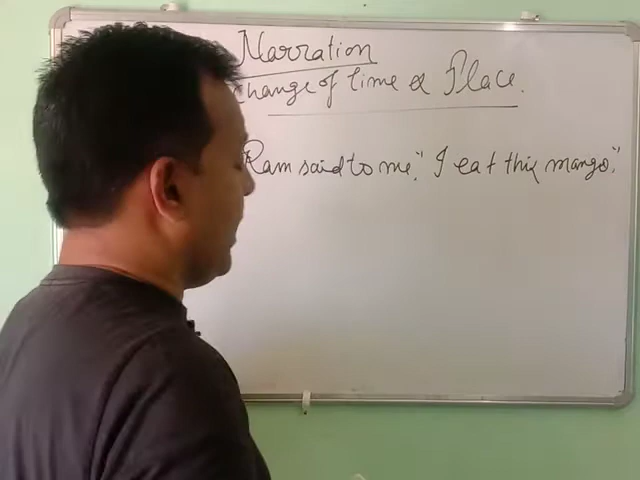 Narration
change of Time & Place.
Ram said to me," I eat this mango."